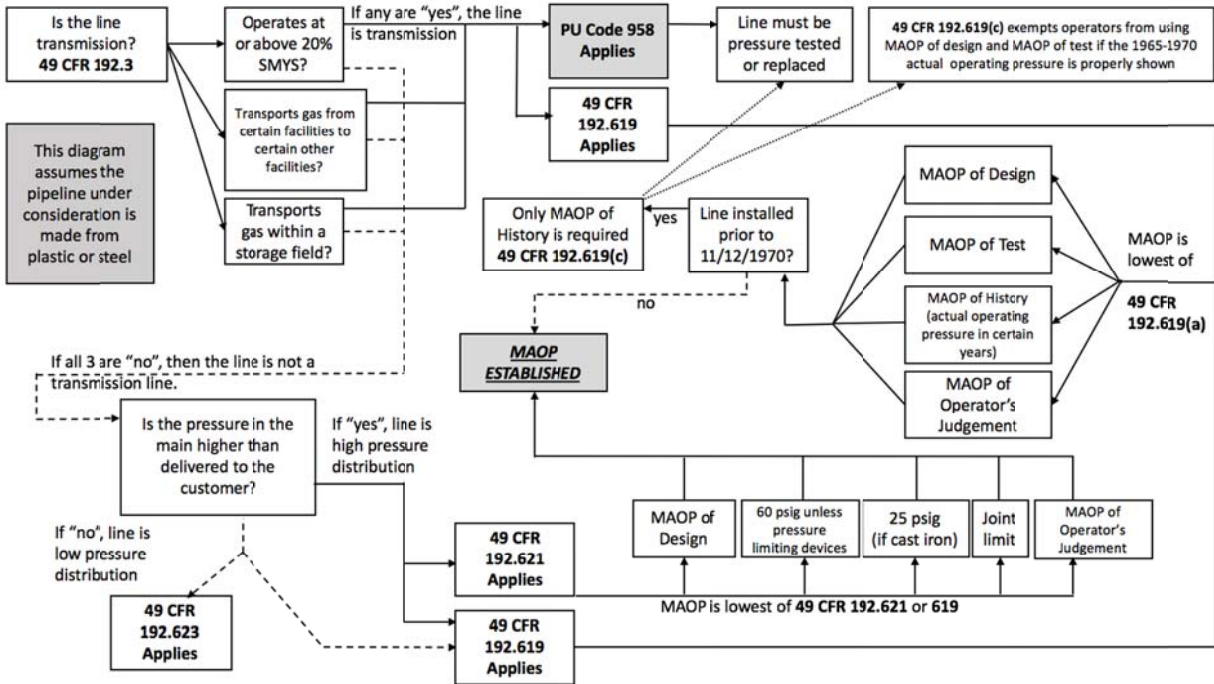 Is the line
transmission?
49 CFR 192.3
Operates at
or above 20%
SMYS?
If any are “yes”, the line
is transmission
PU Code 958
Applies
Line must be
pressure tested
or replaced
49 CFR 192.619(c) exempts operators from using
MAOP of design and MAOP of test if the 1965-1970
actual operating pressure is properly shown
Transports gas from
certain facilities to
certain other
facilities?
49 CFR
192.619
Applies
This diagram
assumes the
pipeline under
consideration is
made from
plastic or steel
Transports
gas within a
storage field?
Only MAOP of
History is required
49 CFR 192.619(c)
yes
Line installed
prior to
11/12/1970?
no
MAOP of Design
MAOP of Test
MAOP of History
(actual operating
pressure in certain
years)
MAOP of
Operator’s
Judgement
MAOP is
lowest of
49 CFR
192.619(a)
MAOP
ESTABLISHED
If all 3 are “no”, then the line is not a
transmission line.
Is the pressure in the
main higher than
delivered to the
customer?
If “yes”, line is
high pressure
distribution
If “no”, line is
low pressure
distribution
49 CFR
192.623
Applies
49 CFR
192.621
Applies
49 CFR
192.619
Applies
MAOP of
Design
60 psig unless
pressure
limiting devices
25 psig
(if cast iron)
Joint
limit
MAOP of
Operator’s
Judgement
MAOP is lowest of 49 CFR 192.621 or 619